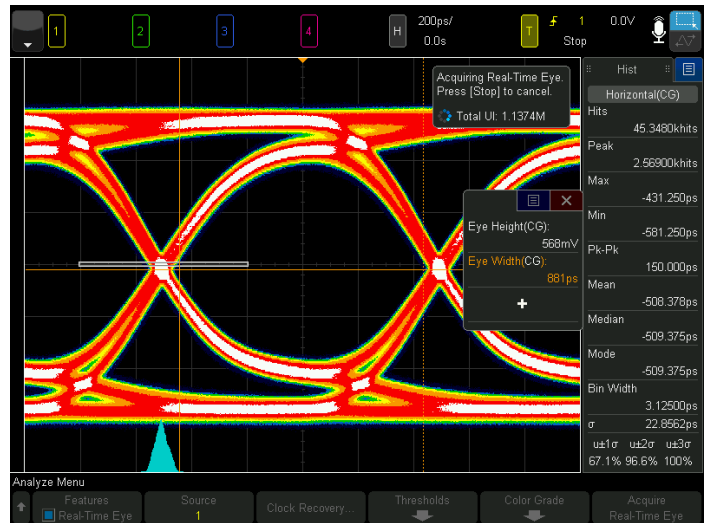 1
2
3
4
H
200ps/
0.0s
T
1
Stop
0.0V
Acquiring Real-Time Eye.
Press [Stop] to cancel.
Total UI: 1.1374M
Eye Height(CG):
568mV
Eye Width(CG):
881ps
+
Hist
Horizontal(CG)
Hits
45.3480khits
Peak
2.56900khits
Max
-431.250ps
Min
-581.250ps
Pk-Pk
150.000ps
Mean
-508.378ps
Median
-509.375ps
Mode
-509.375ps
Bin Width
3.12500ps
σ
22.8562ps
u±1σ u±2σ u±3σ
67.1% 96.6% 100%
Analyze Menu
Features
Real-Time Eye
Source
1
Clock Recovery...
Thresholds
Color Grade
Acquire
Real-Time Eye